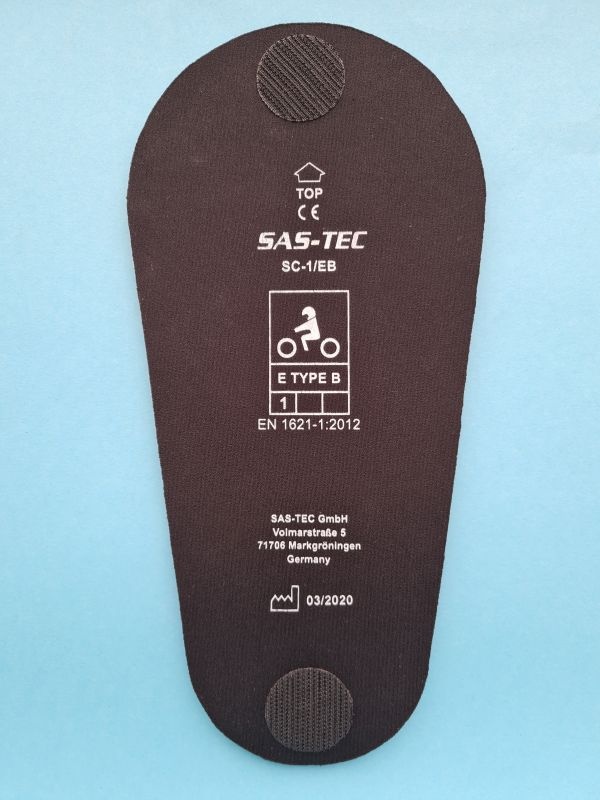 TOP
CE
SAS-TEC
SC-1/EB
E TYPE B
1
EN 1621-1:2012
SAS-TEC GmbH
Volmarstraße 5
71706 Markgröningen
Germany
03/2020